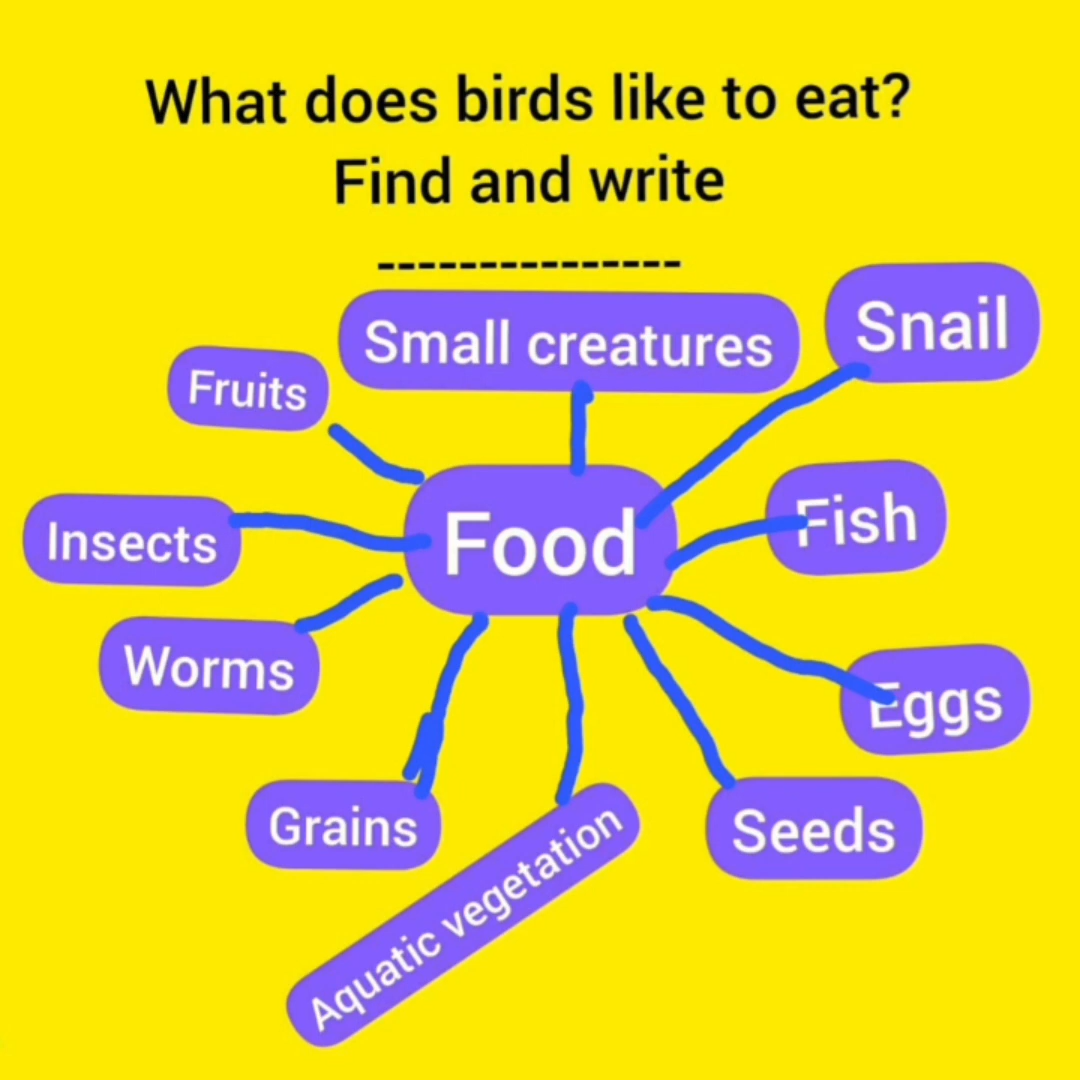 What does birds like to eat?
Find and write
---------------
Small creatures
Snail
Fruits
Food
Fish
Insects
Worms
Eggs
Grains
Seeds
Aquatic vegetation